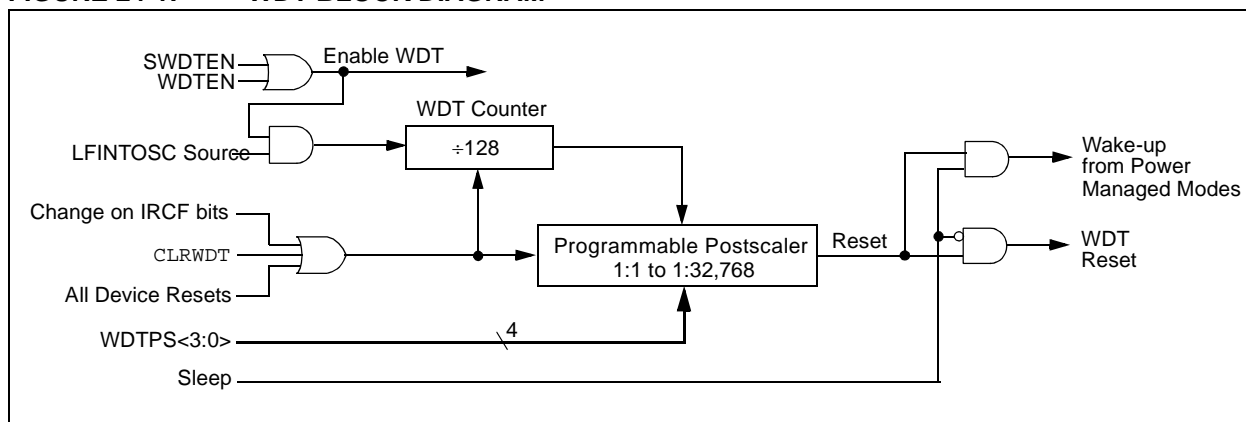 SWDTEN
WDTEN
Enable WDT
WDT Counter
LFINTOSC Source
÷128
Wake-up
from Power
Managed Modes
Change on IRCF bits
CLRWDT
All Device Resets
Programmable Postscaler
1:1 to 1:32,768
Reset
WDT
Reset
WDTPS<3:0>
4
Sleep